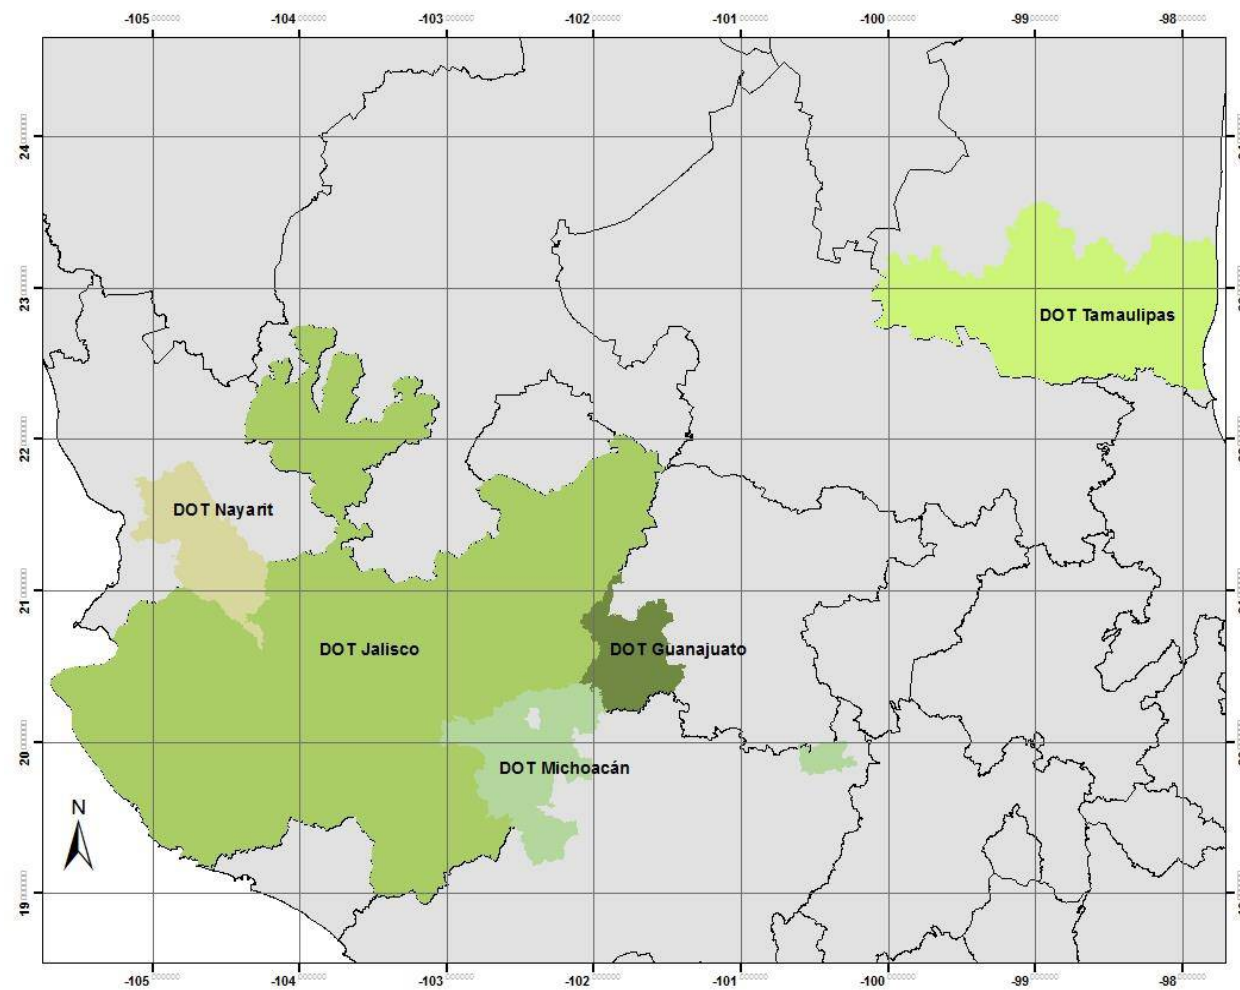 -105 -104 -103 -102 -101 -100 -99 -98
24
23
DOT Tamaulipas
22
DOT Nayarit
21
DOT Jalisco
DOT Guanajuato
20
DOT Michoacán
N
19
-105 -104 -103 -102 -101 -100 -99 -98